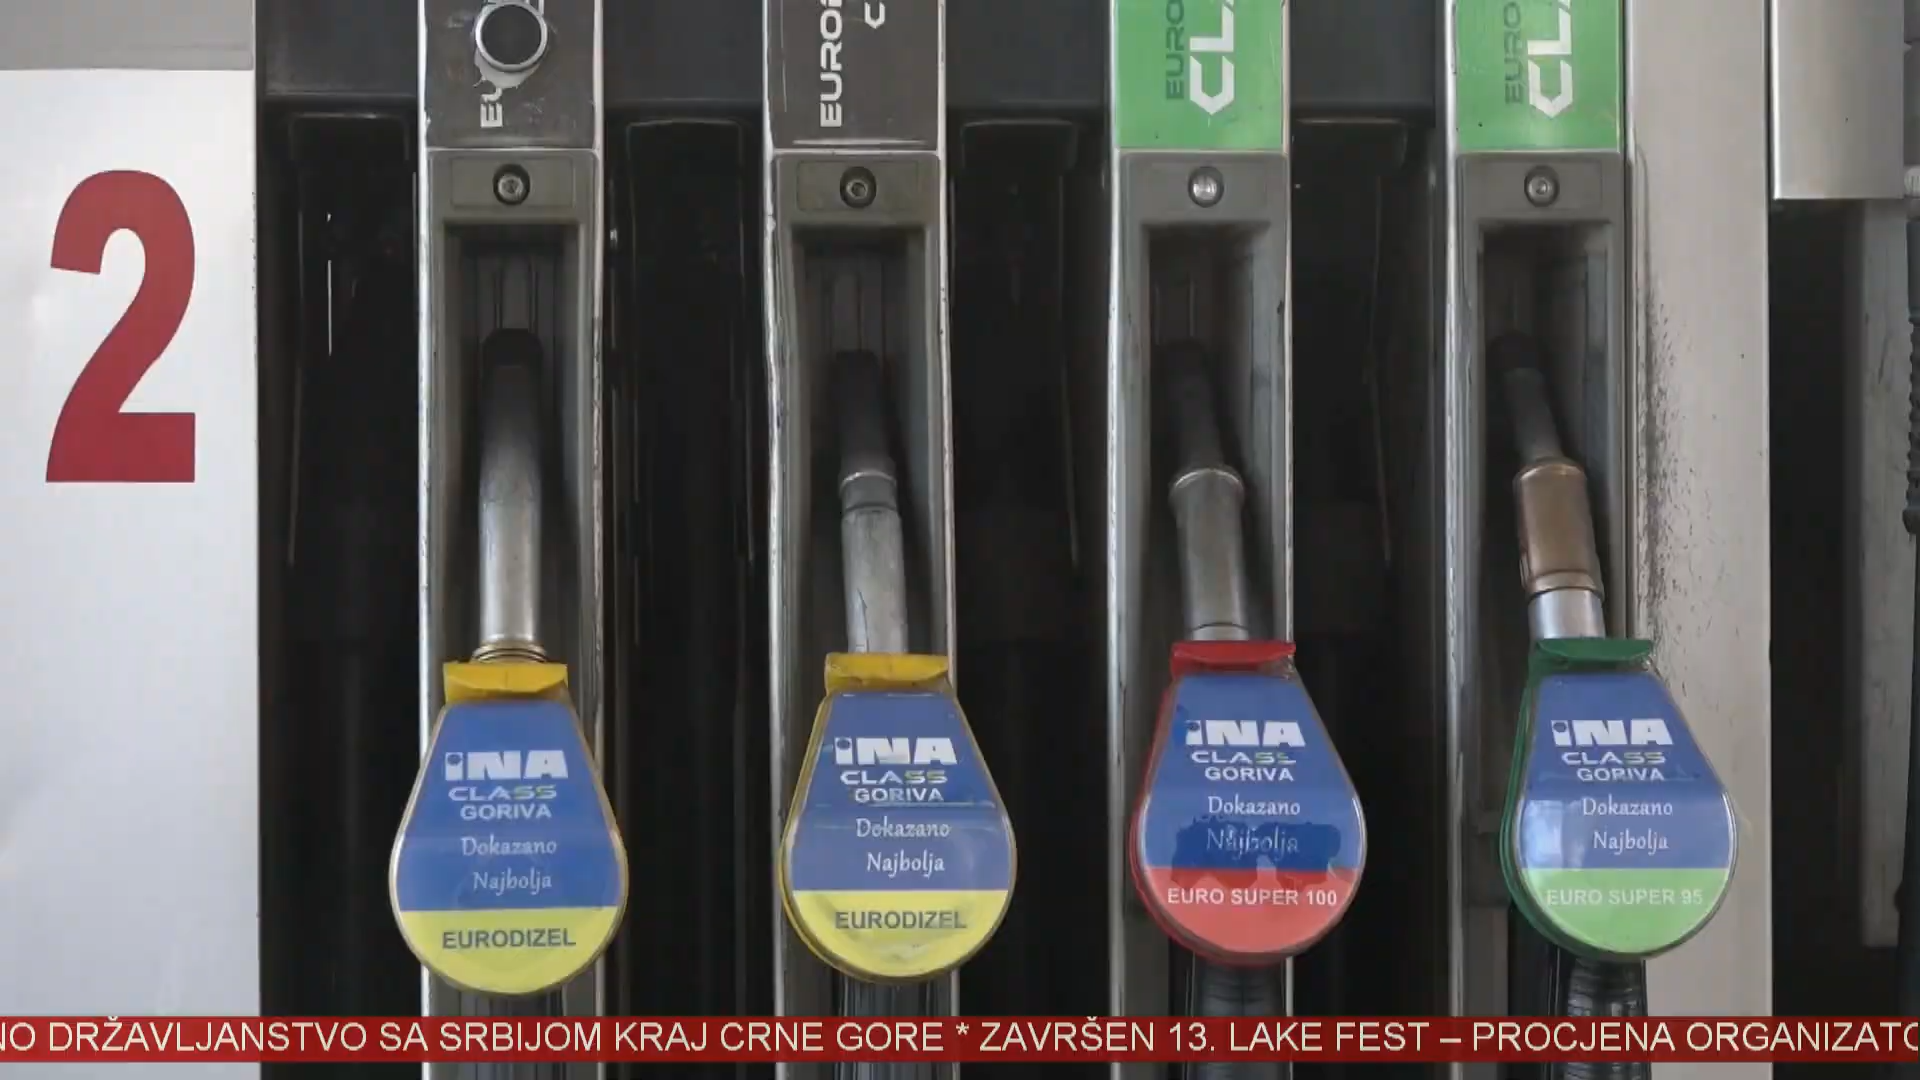 2
CLA
CLA
iNA
CLASS
GORIVA
Dokazano
Najbolja
EURODIZEL
iNA
CLASS
GORIVA
Dokazano
Najbolja
EURODIZEL
iNA
CLASS
GORIVA
Dokazano
Najbolja
EURO SUPER 100
iNA
CLASS
GORIVA
Dokazano
Najbolja
EURO SUPER 95
NO DRŽAVLJANSTVO SA SRBIJOM KRAJ CRNE GORE * ZAVRŠEN 13. LAKE FEST – PROCJENA ORGANIZATO